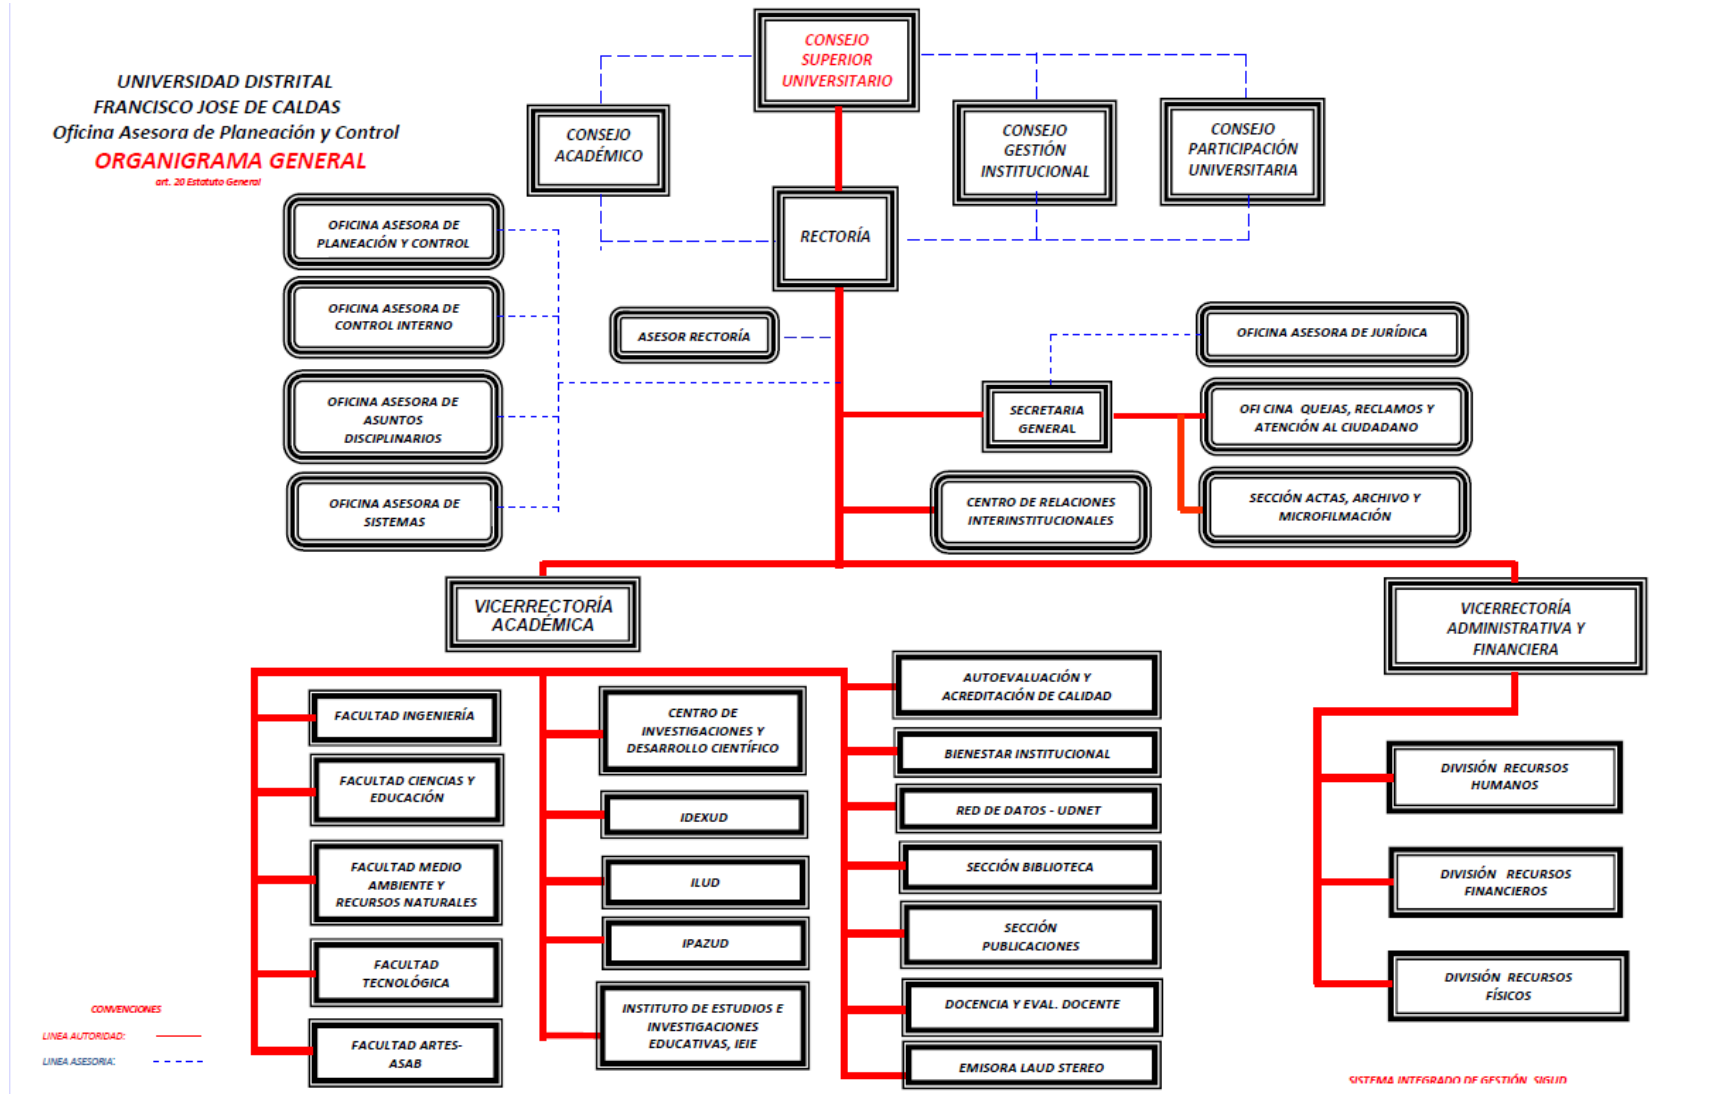 UNIVERSIDAD DISTRITAL
FRANCISCO JOSE DE CALDAS
Oficina Asesora de Planeación y Control
ORGANIGRAMA GENERAL
art. 20 Estatuto General
CONSEJO
SUPERIOR
UNIVERSITARIO
CONSEJO
ACADÉMICO
CONSEJO
GESTIÓN
INSTITUCIONAL
CONSEJO
PARTICIPACIÓN
UNIVERSITARIA
RECTORÍA
OFICINA ASESORA DE
PLANEACIÓN Y CONTROL
OFICINA ASESORA DE
CONTROL INTERNO
OFICINA ASESORA DE
ASUNTOS
DISCIPLINARIOS
OFICINA ASESORA DE
SISTEMAS
ASESOR RECTORÍA
OFICINA ASESORA DE JURÍDICA
SECRETARIA
GENERAL
OFI CINA QUEJAS, RECLAMOS Y
ATENCIÓN AL CIUDADANO
SECCIÓN ACTAS, ARCHIVO Y
MICROFILMACIÓN
CENTRO DE RELACIONES
INTERINSTITUCIONALES
VICERRECTORÍA
ACADÉMICA
VICERRECTORÍA
ADMINISTRATIVA Y
FINANCIERA
FACULTAD INGENIERÍA
FACULTAD CIENCIAS Y
EDUCACIÓN
FACULTAD MEDIO
AMBIENTE Y
RECURSOS NATURALES
FACULTAD
TECNOLÓGICA
FACULTAD ARTES-
ASAB
CENTRO DE
INVESTIGACIONES Y
DESARROLLO CIENTÍFICO
IDEXUD
ILUD
IPAZUD
INSTITUTO DE ESTUDIOS E
INVESTIGACIONES
EDUCATIVAS, IEIE
AUTOEVALUACIÓN Y
ACREDITACIÓN DE CALIDAD
BIENESTAR INSTITUCIONAL
RED DE DATOS - UDNET
SECCIÓN BIBLIOTECA
SECCIÓN
PUBLICACIONES
DOCENCIA Y EVAL. DOCENTE
EMISORA LAUD STEREO
DIVISIÓN RECURSOS
HUMANOS
DIVISIÓN RECURSOS
FINANCIEROS
DIVISIÓN RECURSOS
FÍSICOS
CONVENCIONES
LINEA AUTORIDAD:
LINEA ASESORIA:
SISTEMA INTEGRADO DE GESTIÓN SIGUD